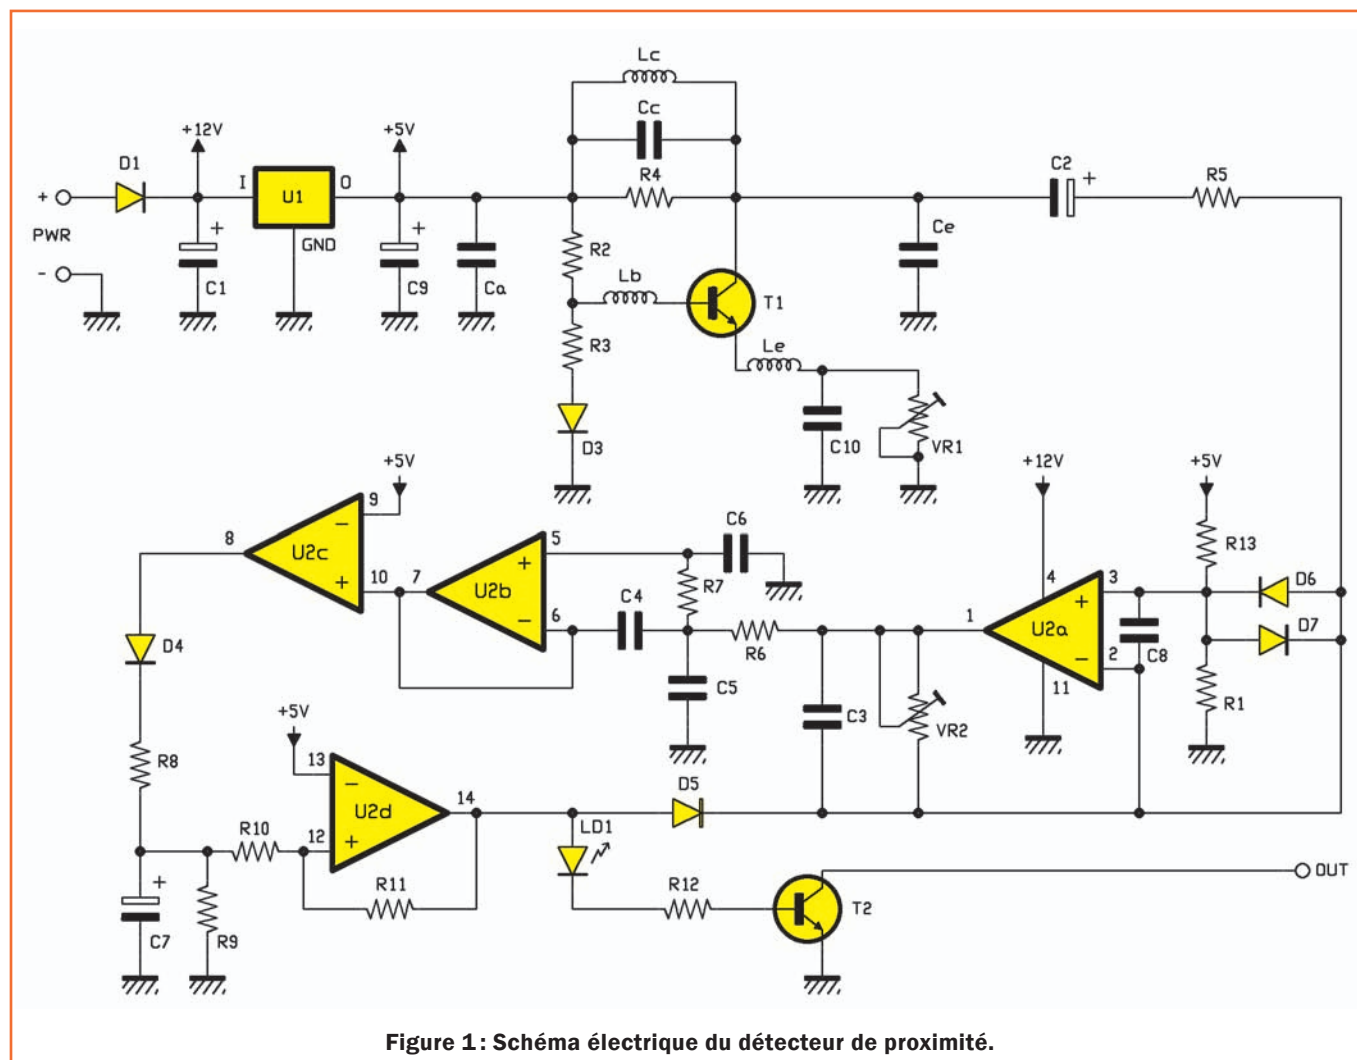 Lc
Cc
+12V
+5V
D1
I
U1
O
R4
C2
+
R5
+
PWR
-
GND
+
C1
+
C9
Ca
R2
Lb
T1
Ce
R3
Le
D3
C10
VR1
+5V
+12V
+5V
9
8
U2c
-
+
10
7
U2b
5
+
-
6
C6
R7
C4
R6
C5
1
U2a
4
3
+
-
2
11
C8
R13
D6
D7
R1
C3
VR2
D4
+5V
R8
13
-
U2d
14
12
+
D5
LD1
R10
R11
R12
T2
OUT
+
C7
R9
Figure 1: Schéma électrique du détecteur de proximité.